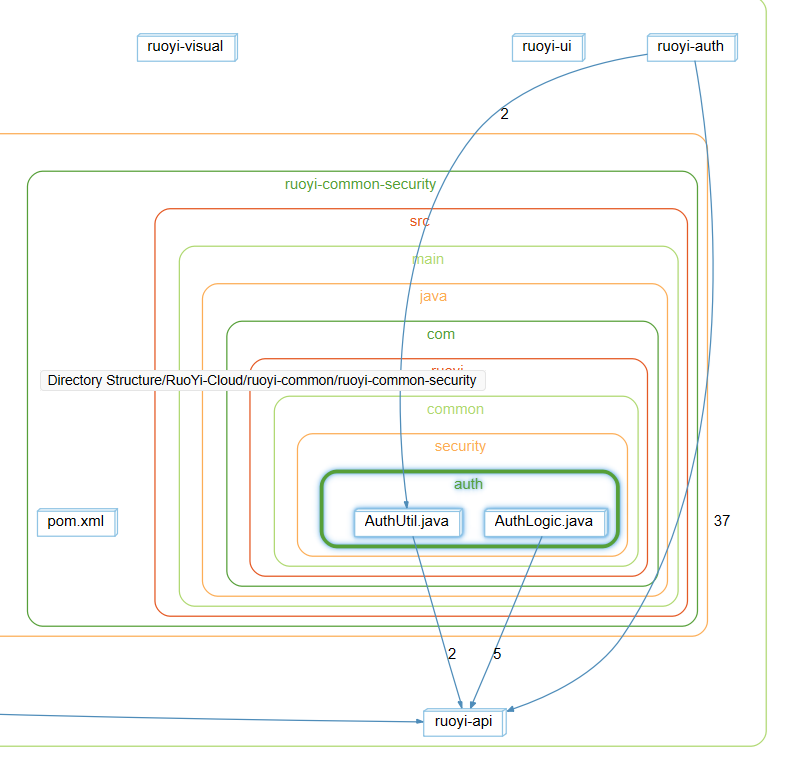 ruoyi-visual
ruoyi-ui
ruoyi-auth
2
ruoyi-common-security
src
main
java
com
ruoyi
Directory Structure/RuoYi-Cloud/ruoyi-common/ruoyi-common-security
common
security
auth
pom.xml
AuthUtil.java
AuthLogic.java
37
2
5
ruoyi-api